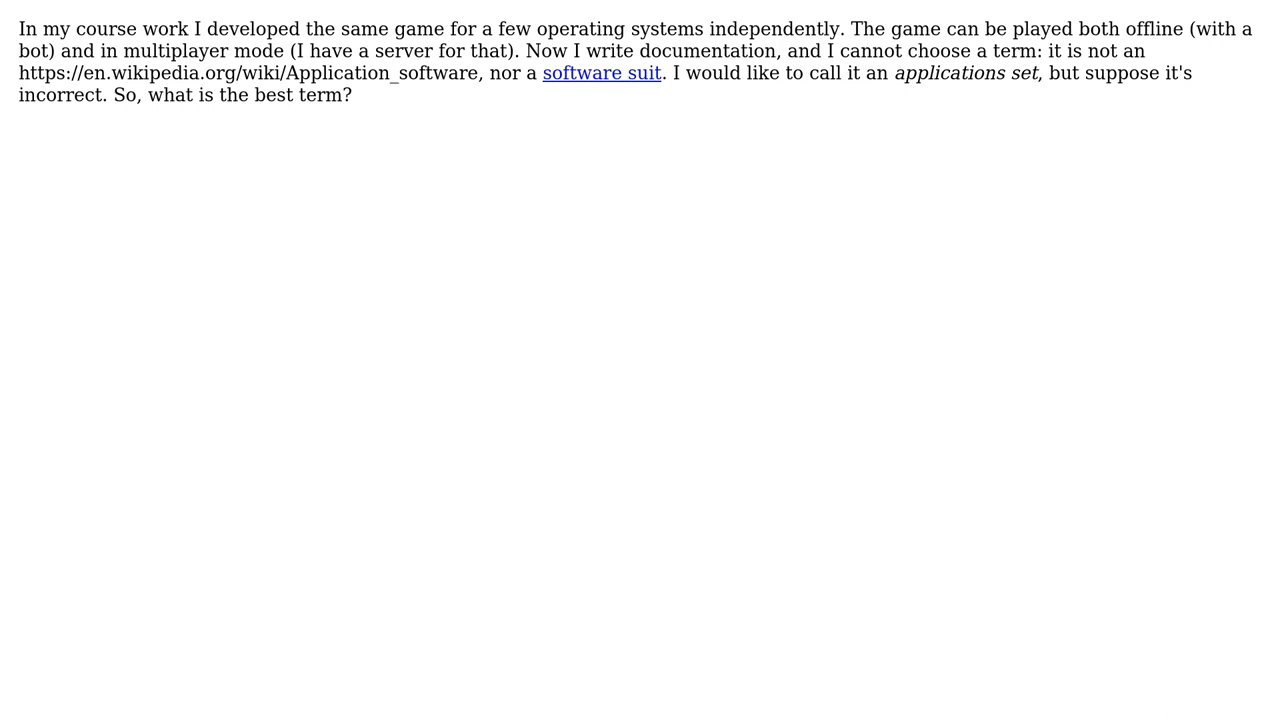 In my course work I developed the same game for a few operating systems independently. The game can be played both offline (with a
bot) and in multiplayer mode (I have a server for that). Now I write documentation, and I cannot choose a term: it is not an
https://en.wikipedia.org/wiki/Application_software, nor a software suit. I would like to call it an applications set, but suppose it's
incorrect. So, what is the best term?